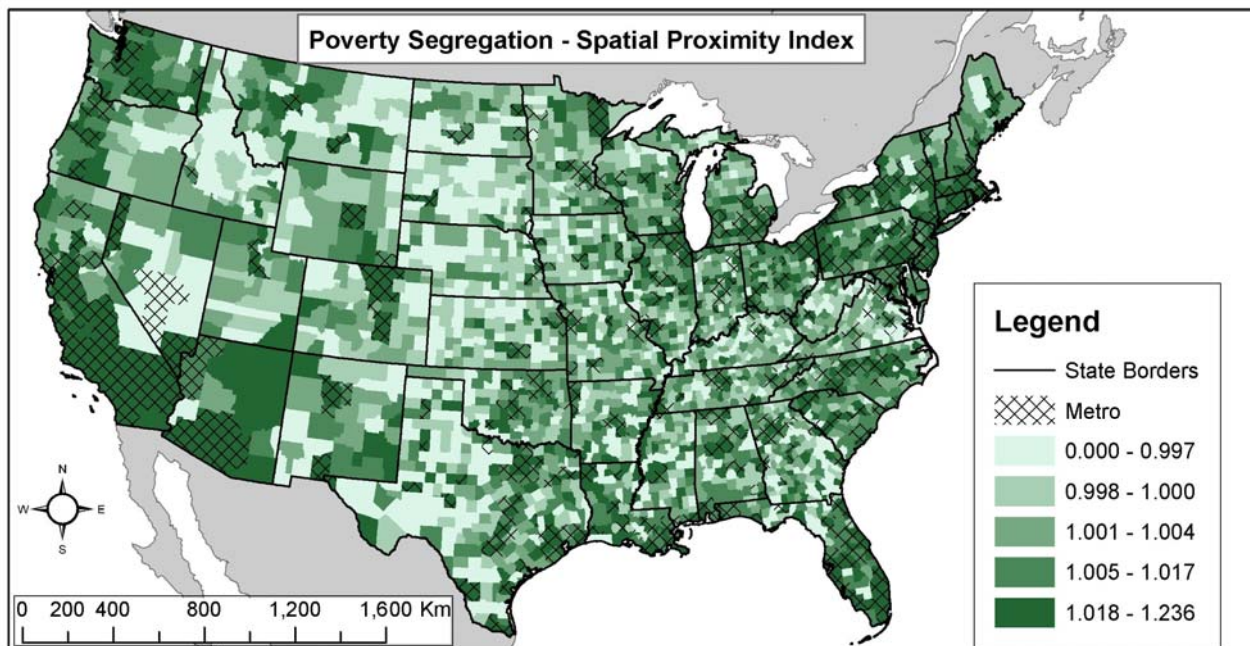 Poverty Segregation - Spatial Proximity Index
Legend
State Borders
Metro
0.000 - 0.997
0.998 - 1.000
1.001 - 1.004
1.005 - 1.017
1.018 - 1.236
N
W E
S
0 200 400 800 1,200 1,600 Km